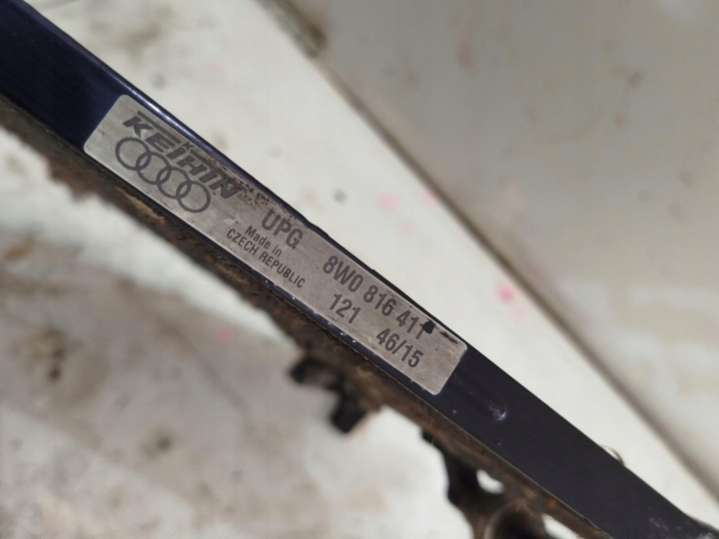 KEIHIN
UPG
Made in
CZECH REPUBLIC
8W0 816 411
121 46/15